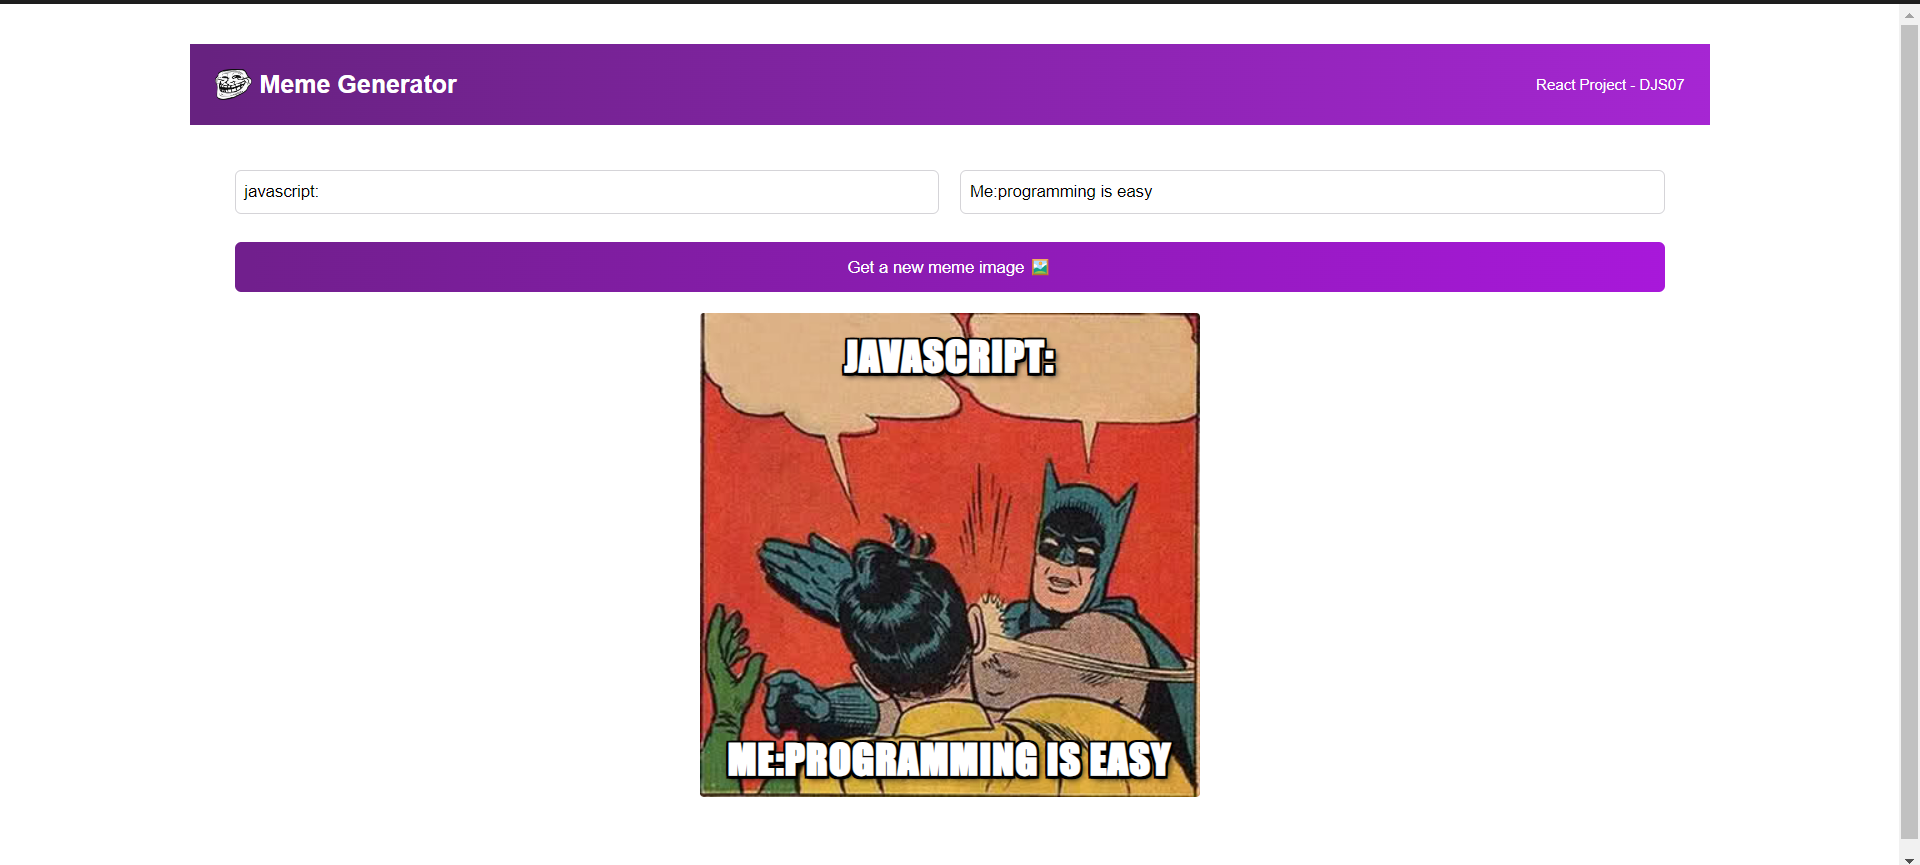 Meme Generator
React Project - DJS07
javascript:
Me:programming is easy
Get a new meme image
JAVASCRIPT:
ME:PROGRAMMING IS EASY